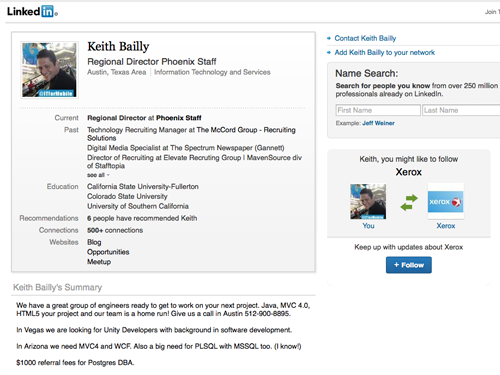 Linked in®
Join T
Keith Bailly
Regional Director Phoenix Staff
Austin, Texas Area | Information Technology and Services
@ITforMobile
Current Regional Director at Phoenix Staff
Past Technology Recruiting Manager at The McCord Group - Recruiting
Solutions
Digital Media Specialist at The Spectrum Newspaper (Gannett)
Director of Recruiting at Elevate Recruting Group l MavenSource div
of Stafftopia
see all
Education California State University-Fullerton
Colorado State University
University of Southern California
Recommendations 6 people have recommended Keith
Connections 500+ connections
Websites Blog
Opportunities
Meetup
Contact Keith Bailly
Add Keith Bailly to your network
Name Search:
Search for people you know from over 250 million
professionals already on LinkedIn.
First Name Last Name
Example: Jeff Weiner
Keith, you might like to follow
Xerox
xerox
You Xerox
Keep up with updates about Xerox
+ Follow
Keith Bailly's Summary
We have a great group of engineers ready to get to work on your next project. Java, MVC 4.0,
HTML5 your project and our team is a home run! Give us a call in Austin 512-900-8895.
In Vegas we are looking for Unity Developers with background in software development.
In Arizona we need MVC4 and WCF. Also a big need for PLSQL with MSSQL too. (I know!)
$1000 referral fees for Postgres DBA.